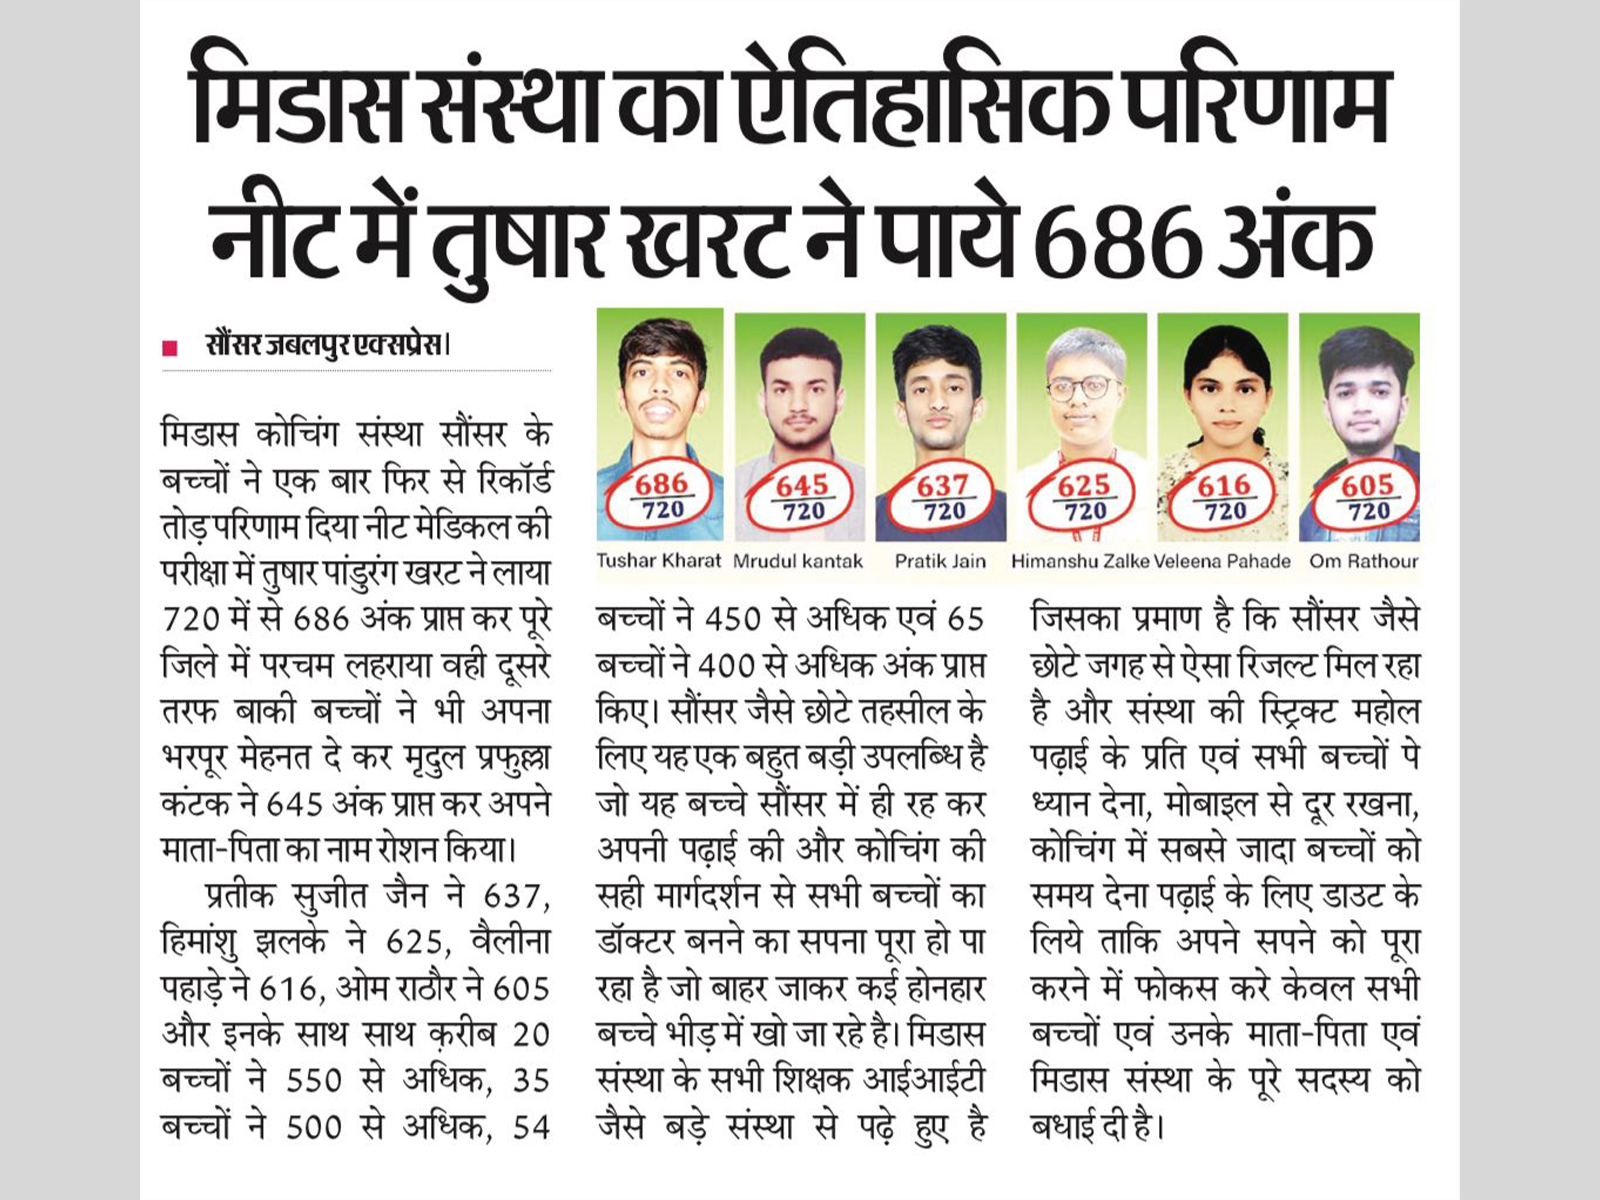 मिडास संस्था का ऐतिहासिक परिणाम
नीट में तुषार खरट ने पाये 686 अंक
सौंसर जबलपुर एक्सप्रेस।
मिडास कोचिंग संस्था सौंसर के
बच्चों ने एक बार फिर से रिकॉर्ड
तोड़ परिणाम दिया नीट मेडिकल की
परीक्षा में तुषार पांडुरंग खरट ने लाया
720 में से 686 अंक प्राप्त कर पूरे
जिले में परचम लहराया वही दूसरे
तरफ बाकी बच्चों ने भी अपना
भरपूर मेहनत दे कर मृदुल प्रफुल्ला
कंटक ने 645 अंक प्राप्त कर अपने
माता-पिता का नाम रोशन किया।
प्रतीक सुजीत जैन ने 637,
हिमांशु झलके ने 625, वैलीना
पहाड़े ने 616, ओम राठौर ने 605
और इनके साथ साथ क़रीब 20
बच्चों ने 550 से अधिक, 35
बच्चों ने 500 से अधिक, 54
686 645 637 625 616 605
720 720 720 720 720 720
Tushar Kharat Mrudul kantak Pratik Jain Himanshu Zalke Veleena Pahade Om Rathour
बच्चों ने 450 से अधिक एवं 65
बच्चों ने 400 से अधिक अंक प्राप्त
किए। सौंसर जैसे छोटे तहसील के
लिए यह एक बहुत बड़ी उपलब्धि है
जो यह बच्चे सौंसर में ही रह कर
अपनी पढ़ाई की और कोचिंग की
सही मार्गदर्शन से सभी बच्चों का
डॉक्टर बनने का सपना पूरा हो पा
रहा है जो बाहर जाकर कई होनहार
बच्चे भीड़ में खो जा रहे है। मिडास
संस्था के सभी शिक्षक आईआईटी
जैसे बड़े संस्था से पढ़े हुए है
जिसका प्रमाण है कि सौंसर जैसे
छोटे जगह से ऐसा रिजल्ट मिल रहा
है और संस्था की स्ट्रिक्ट महोल
पढ़ाई के प्रति एवं सभी बच्चों पे
ध्यान देना, मोबाइल से दूर रखना,
कोचिंग में सबसे जादा बच्चों को
समय देना पढ़ाई के लिए डाउट के
लिये ताकि अपने सपने को पूरा
करने में फोकस करे केवल सभी
बच्चों एवं उनके माता-पिता एवं
मिडास संस्था के पूरे सदस्य को
बधाई दी है।